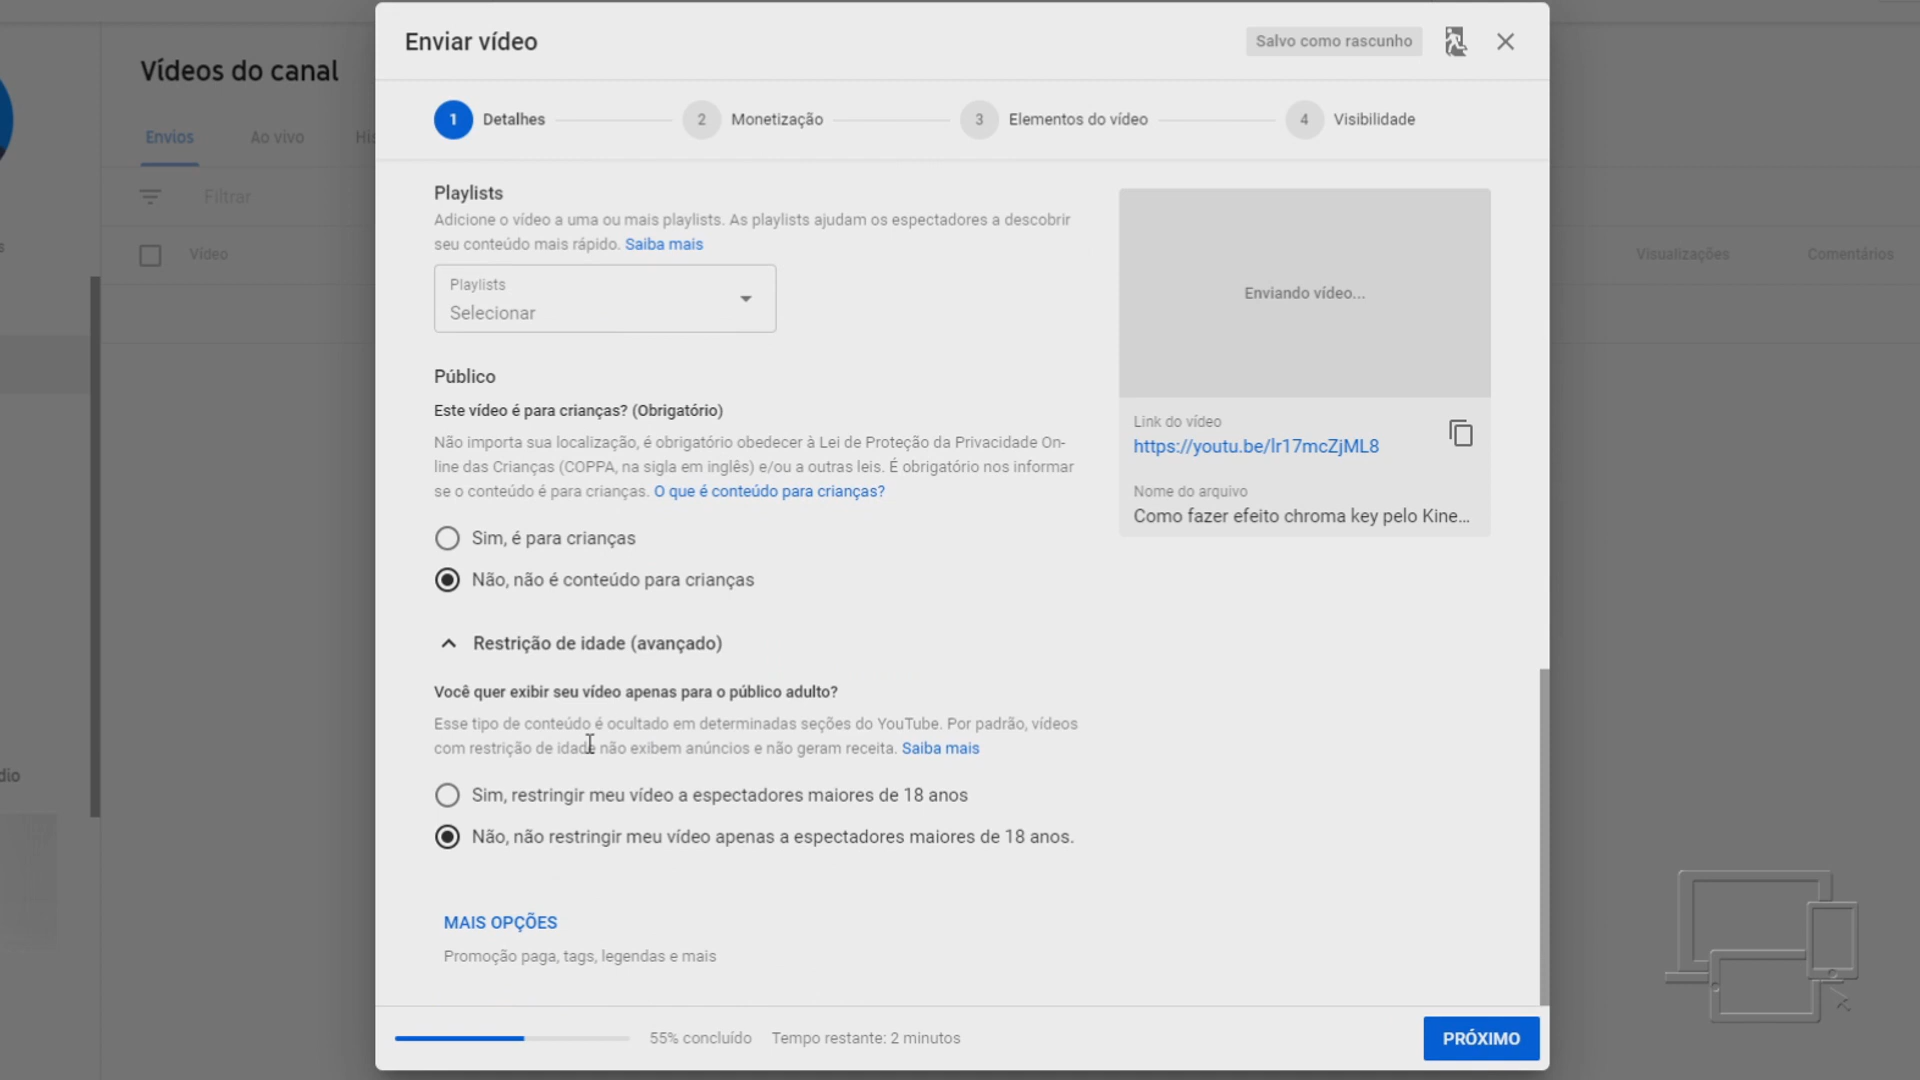 Enviar vídeo
Salvo como rascunho
Vídeos do canal
Envios
Ao vivo
Filtrar
Vídeo
Visualizações
Comentários
1 Detalhes
2 Monetização
3 Elementos do vídeo
4 Visibilidade
Playlists
Adicione o vídeo a uma ou mais playlists. As playlists ajudam os espectadores a descobrir
seu conteúdo mais rápido. Saiba mais
Playlists
Selecionar
Público
Este vídeo é para crianças? (Obrigatório)
Não importa sua localização, é obrigatório obedecer à Lei de Proteção da Privacidade On-
line das Crianças (COPPA, na sigla em inglês) e/ou a outras leis. É obrigatório nos informar
se o conteúdo é para crianças. O que é conteúdo para crianças?
Sim, é para crianças
Não, não é conteúdo para crianças
Restrição de idade (avançado)
Você quer exibir seu vídeo apenas para o público adulto?
Esse tipo de conteúdo é ocultado em determinadas seções do YouTube. Por padrão, vídeos
com restrição de idade não exibem anúncios e não geram receita. Saiba mais
Sim, restringir meu vídeo a espectadores maiores de 18 anos
Não, não restringir meu vídeo apenas a espectadores maiores de 18 anos.
MAIS OPÇÕES
Promoção paga, tags, legendas e mais
Enviando vídeo...
Link do vídeo
https://youtu.be/lr17mcZjML8
Nome do arquivo
Como fazer efeito chroma key pelo Kine...
55% concluído
Tempo restante: 2 minutos
PRÓXIMO